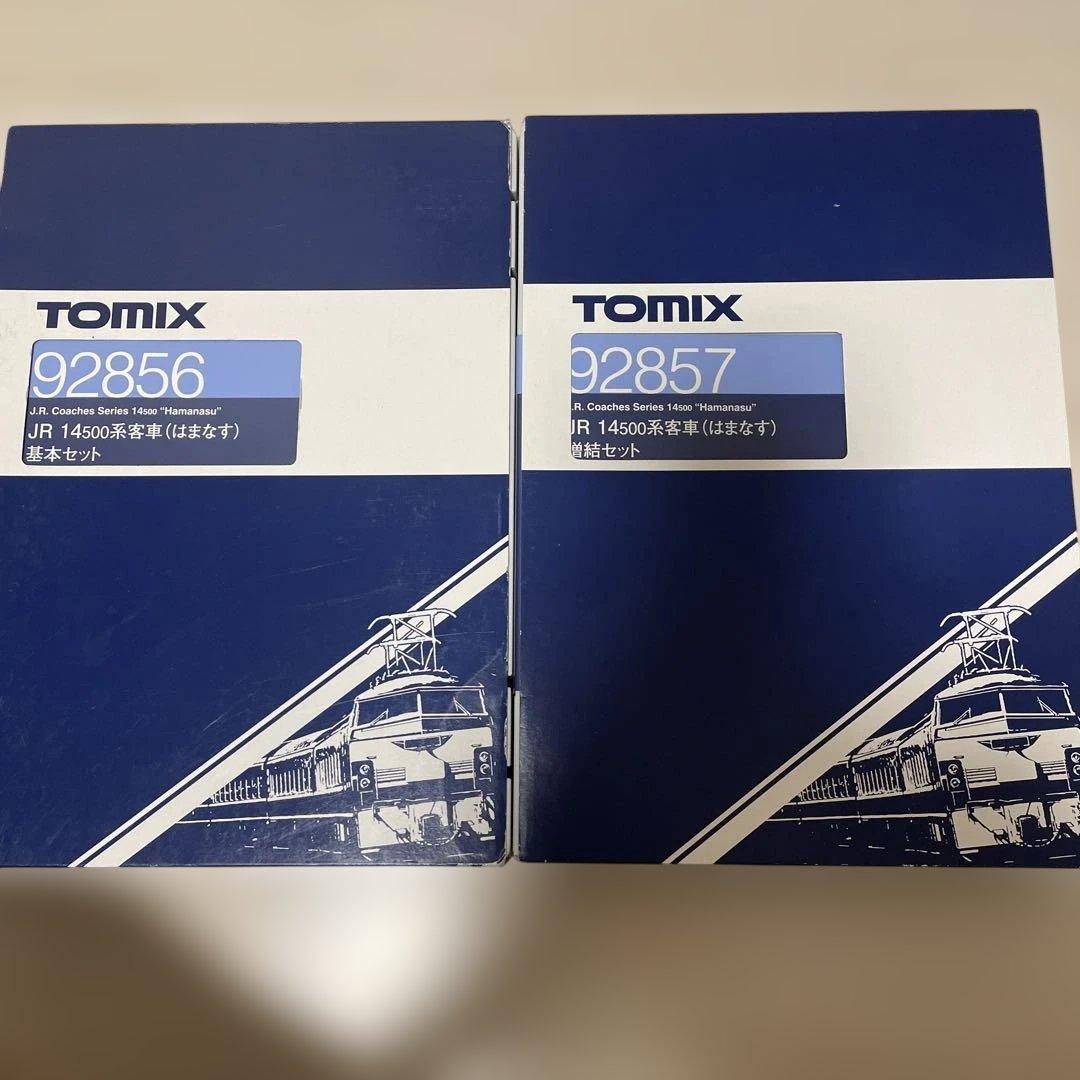 TOMIX
92856
J.R. Coaches Series 14500 "Hamanasu"
JR 14500系客車(はまなす)
基本セット
TOMIX
92857
J.R. Coaches Series 14500 "Hamanasu"
JR 14500系客車(はまなす)
増結セット